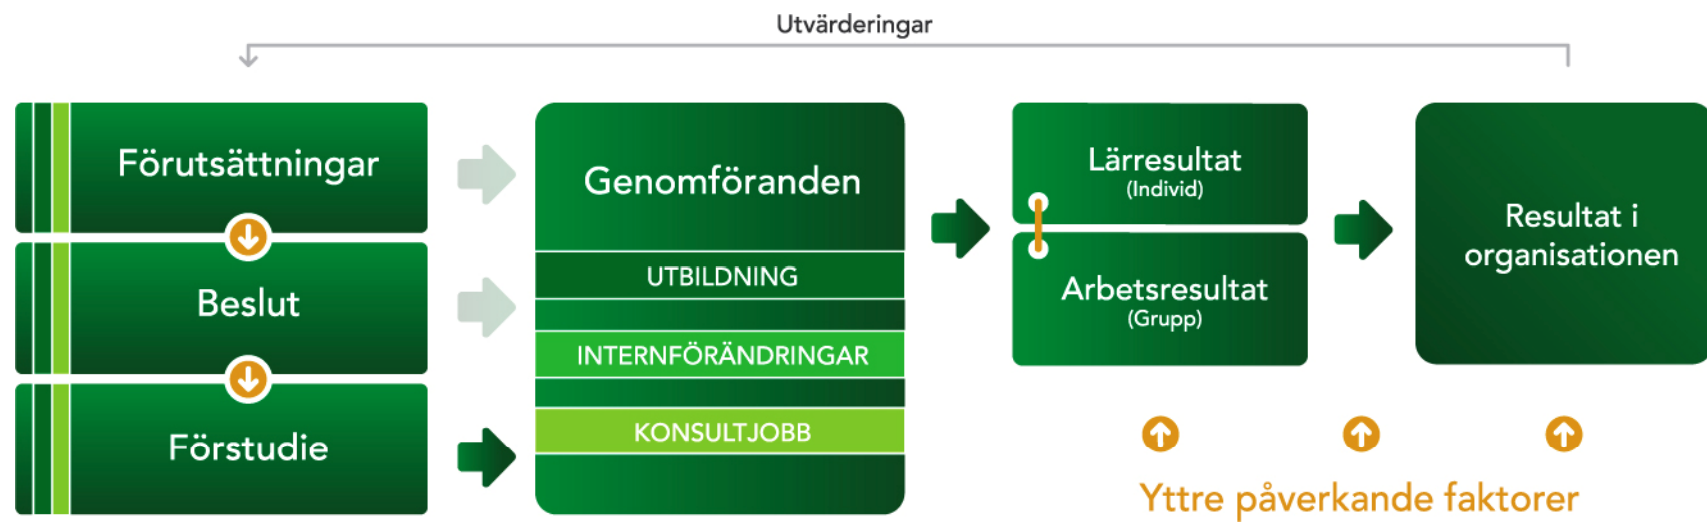 Utvärderingar
Förutsättningar
Beslut
Förstudie
Genomföranden
UTBILDNING
INTERNFÖRÄNDRINGAR
KONSULTJOBB
Lärresultat
(Individ)
Arbetsresultat
(Grupp)
Resultat i
organisationen
Yttre påverkande faktorer